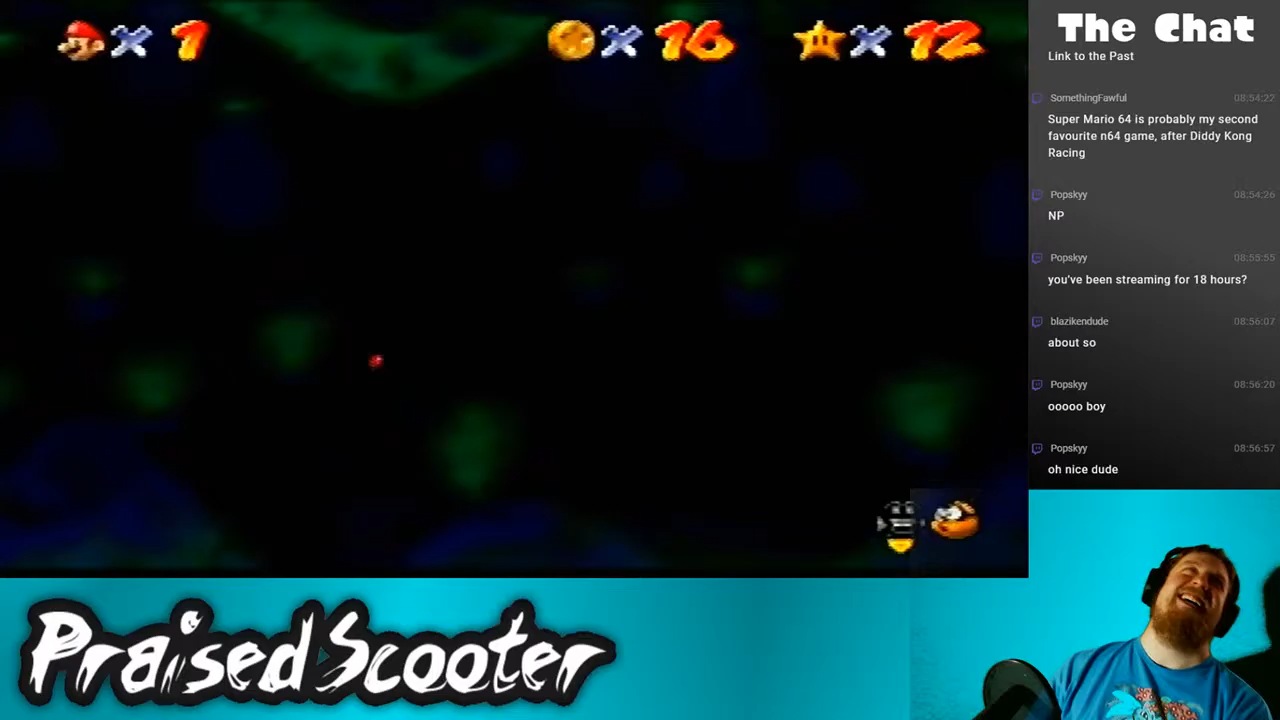 × 1 × 16 × 12
The Chat
Link to the Past
SomethingFawful 08:54:22
Super Mario 64 is probably my second
favourite n64 game, after Diddy Kong
Racing
Popskyy 08:54:26
NP
Popskyy 08:55:55
you've been streaming for 18 hours?
blazikendude 08:56:07
about so
Popskyy 08:56:20
ooooo boy
Popskyy 08:56:57
oh nice dude
PraisedScooter